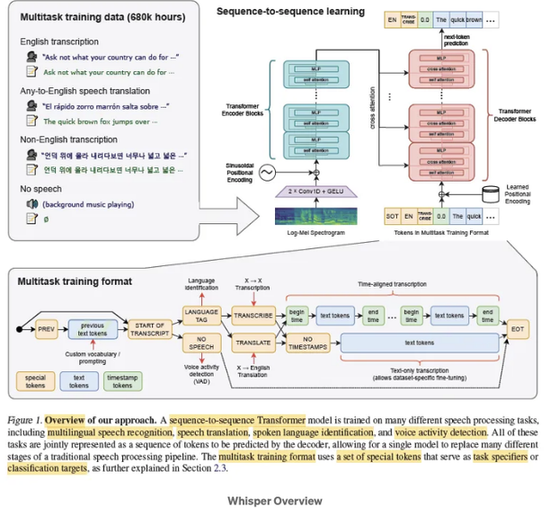 Multitask training data (680k hours)
English transcription
"Ask not what your country can do for ⋯"
Ask not what your country can do for ⋯
Any-to-English speech translation
"El rápido zorro marrón salta sobre ⋯"
The quick brown fox jumps over ⋯
Non-English transcription
"언덕 위에 올라 내려다보면 너무나 넓고 넓은 ⋯"
언덕 위에 올라 내려다보면 너무나 넓고 넓은 ⋯
No speech
(background music playing)
∅
Sequence-to-sequence learning
EN
TRANS-
CRIBE
0.0
The
quick
brown
⋯
next-token
prediction
MLP
self attention
⋮
MLP
self attention
MLP
self attention
Transformer
Encoder Blocks
cross attention
MLP
cross attention
self attention
⋮
MLP
cross attention
self attention
MLP
cross attention
self attention
Transformer
Decoder Blocks
Sinusoidal
Positional
Encoding
2 × Conv1D + GELU
Log-Mel Spectrogram
Learned
Positional
Encoding
SOT
EN
TRANS-
CRIBE
0.0
The
quick
⋯
Tokens in Multitask Training Format
Multitask training format
Language
identification
X → X
Transcription
Time-aligned transcription
PREV
previous
text tokens
START OF
TRANSCRIPT
LANGUAGE
TAG
NO
SPEECH
TRANSCRIBE
TRANSLATE
begin
time
text tokens
end
time
⋯
begin
time
text tokens
end
time
NO
TIMESTAMPS
text tokens
EOT
Custom vocabulary /
prompting
Voice activity
detection
(VAD)
X → English
Translation
Text-only transcription
(allows dataset-specific fine-tuning)
special
tokens
text
tokens
timestamp
tokens
Figure 1. Overview of our approach. A sequence-to-sequence Transformer model is trained on many different speech processing tasks,
including multilingual speech recognition, speech translation, spoken language identification, and voice activity detection. All of these
tasks are jointly represented as a sequence of tokens to be predicted by the decoder, allowing for a single model to replace many different
stages of a traditional speech processing pipeline. The multitask training format uses a set of special tokens that serve as task specifiers or
classification targets, as further explained in Section 2.3.
Whisper Overview